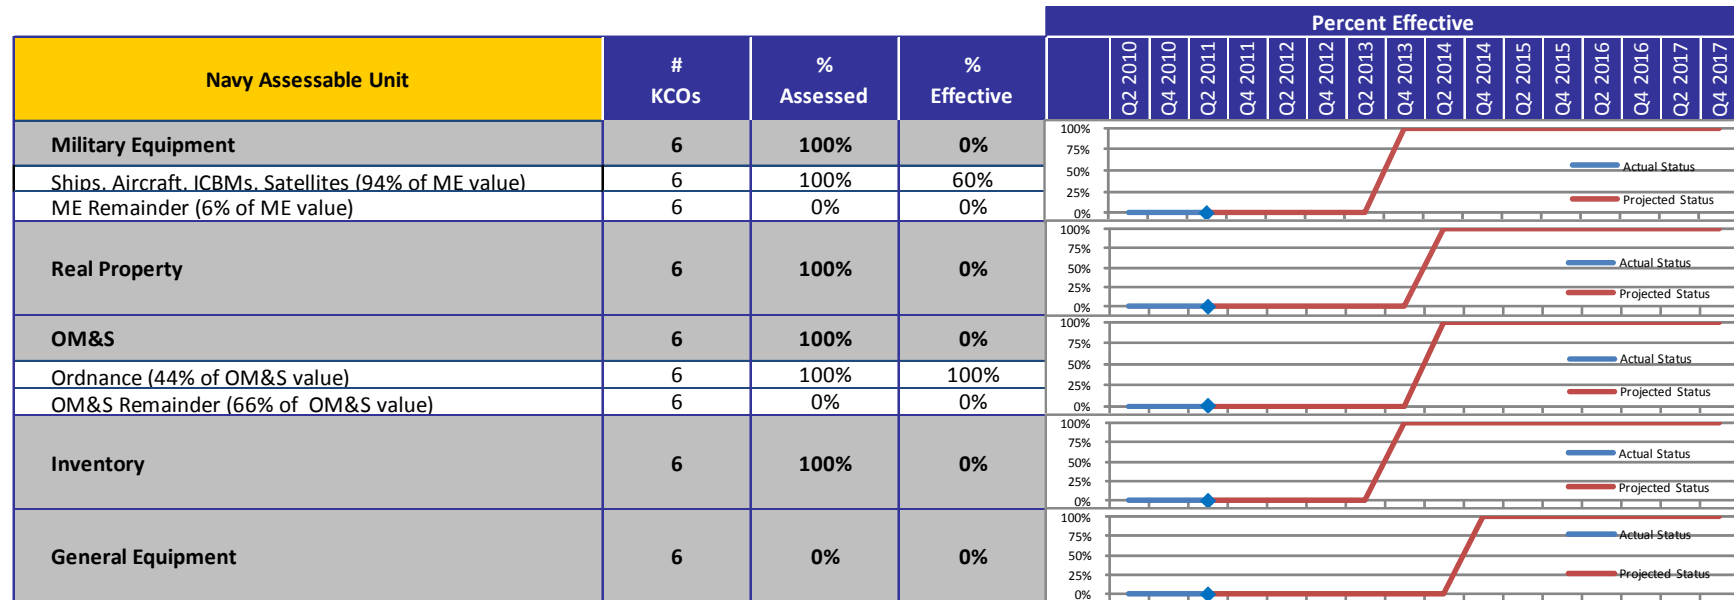 Percent Effective
Navy Assessable Unit # KCOs % Assessed % Effective Q2 2010 Q4 2010 Q2 2011 Q4 2011 Q2 2012 Q4 2012 Q2 2013 Q4 2013 Q2 2014 Q4 2014 Q2 2015 Q4 2015 Q2 2016 Q4 2016 Q2 2017 Q4 2017
Military Equipment 6 100% 0%
Ships, Aircraft, ICBMs, Satellites (94% of ME value) 6 100% 60%
ME Remainder (6% of ME value) 6 0% 0%
100%
75%
50%
25%
0%
Actual Status
Projected Status
Real Property 6 100% 0%
100%
75%
50%
25%
0%
Actual Status
Projected Status
OM&S 6 100% 0%
Ordnance (44% of OM&S value) 6 100% 100%
OM&S Remainder (66% of  OM&S value) 6 0% 0%
100%
75%
50%
25%
0%
Actual Status
Projected Status
Inventory 6 100% 0%
100%
75%
50%
25%
0%
Actual Status
Projected Status
General Equipment 6 0% 0%
100%
75%
50%
25%
0%
Actual Status
Projected Status